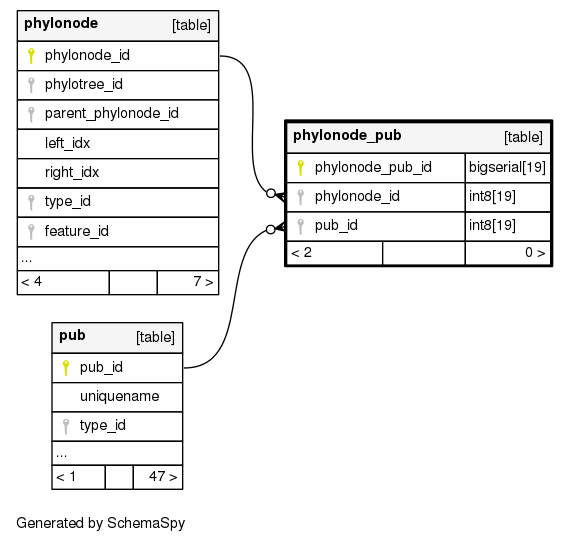 phylonode [table]
phylonode_id
phylotree_id
parent_phylonode_id
left_idx
right_idx
type_id
feature_id
...
< 4 7 >
phylonode_pub [table]
phylonode_pub_id bigserial[19]
phylonode_id int8[19]
pub_id int8[19]
< 2 0 >
pub [table]
pub_id
uniquename
type_id
...
< 1 47 >
Generated by SchemaSpy